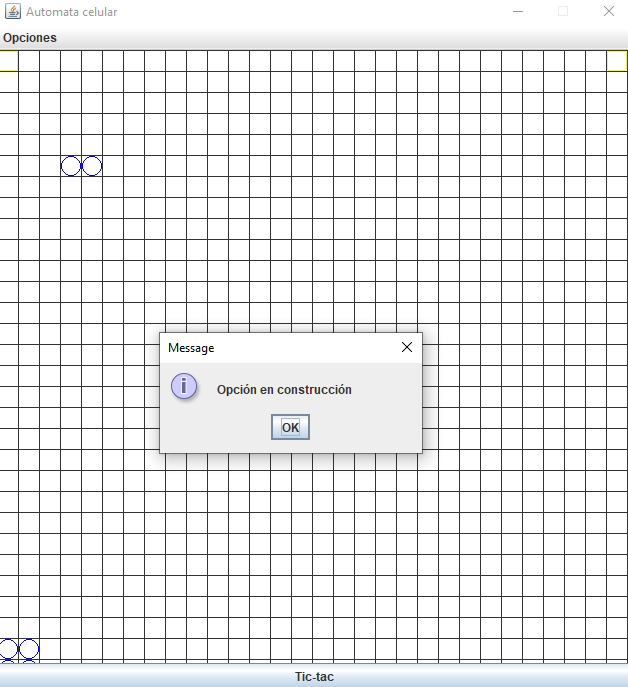 Automata celular
Opciones
Message
i
Opción en construcción
OK
Tic-tac